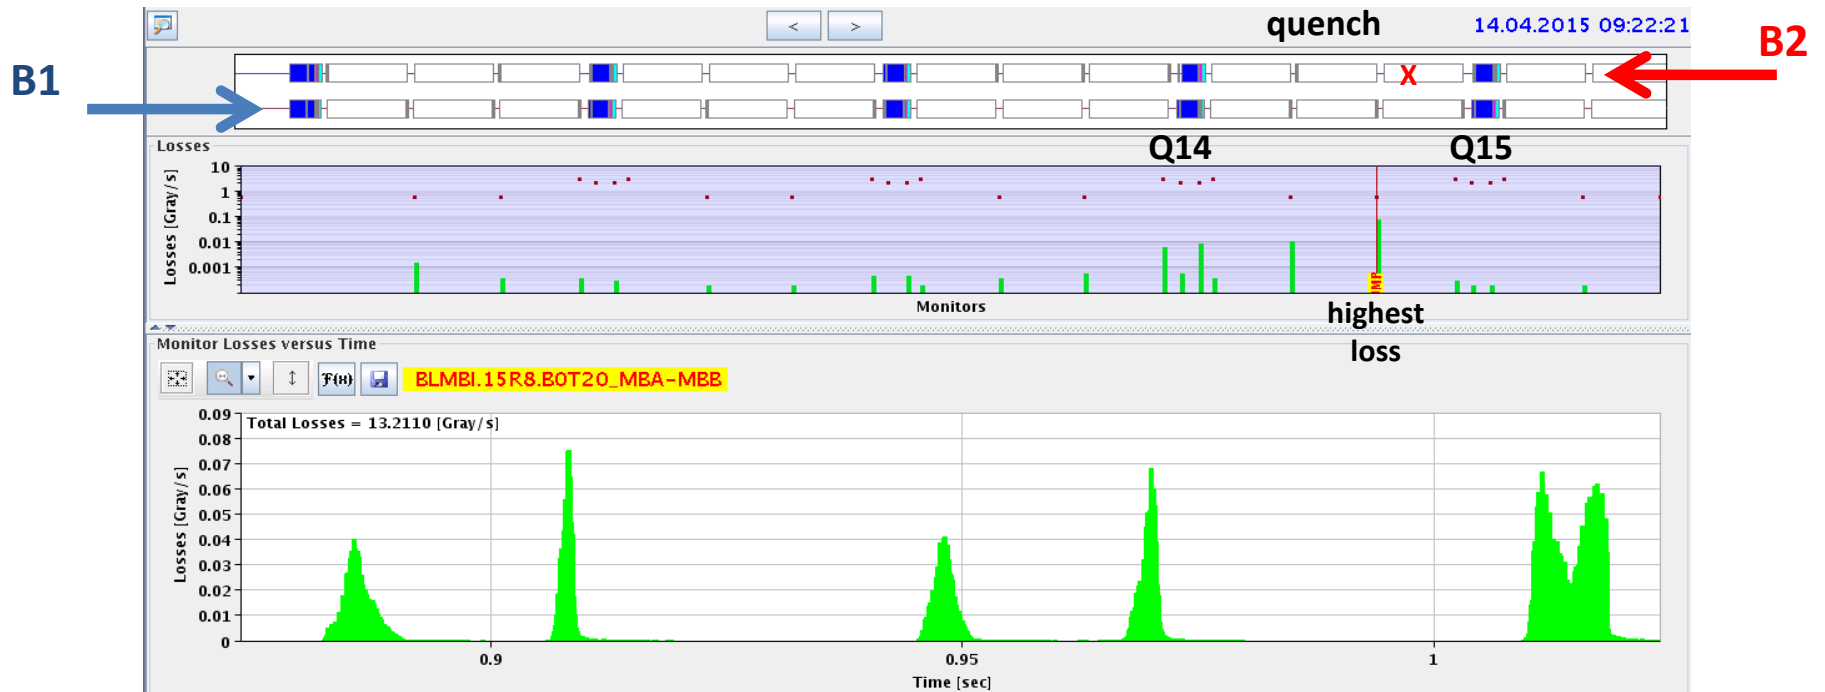 < > quench 14.04.2015 09:22:21
B1
B2
X
Q14 Q15
Losses
Losses [Gray/s]
10
1
0.1
0.01
0.001
IMP
Monitors
highest
loss
Monitor Losses versus Time
F(x) BLMBI.15R8.B0T20_MBA-MBB
Total Losses = 13.2110 [Gray/s]
Losses [Gray/s]
0.09
0.08
0.07
0.06
0.05
0.04
0.03
0.02
0.01
0
0.9 0.95 1
Time [sec]